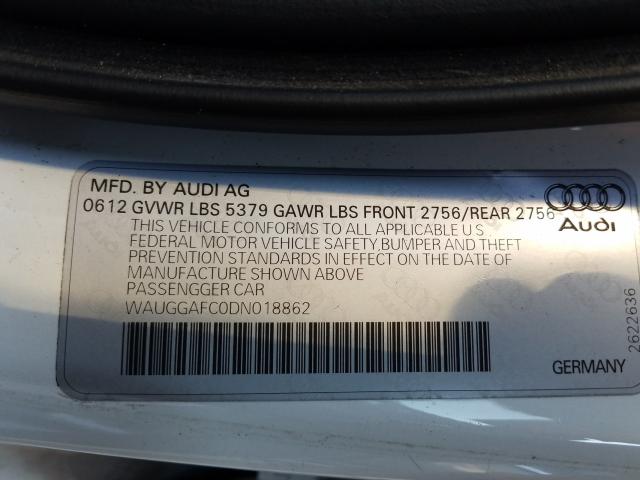 MFD. BY AUDI AG
0612 GVWR LBS 5379 GAWR LBS FRONT 2756/REAR 2756
THIS VEHICLE CONFORMS TO ALL APPLICABLE U S
FEDERAL MOTOR VEHICLE SAFETY,BUMPER AND THEFT
PREVENTION STANDARDS IN EFFECT ON THE DATE OF
MANUFACTURE SHOWN ABOVE
PASSENGGER CAR
WAUGGAFC0DN018862
Audi
2622636
GERMANY